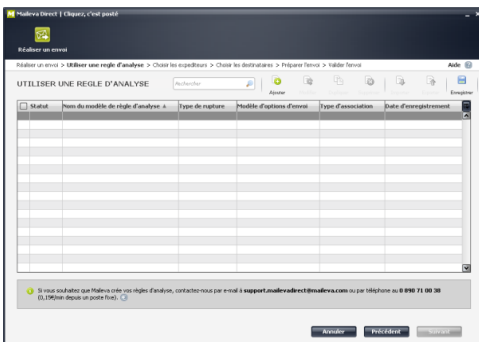 Maileva Direct | Cliquez, c'est posté
Réaliser un envoi
Réaliser un envoi > Utiliser une regle d'analyse > Choisir les expéditeurs > Choisir les destinataires > Préparer l'envoi > Valider l'envoi Aide
UTILISER UNE REGLE D'ANALYSE
Rechercher
Ajouter
Enregistrer
Statut Nom du modèle de règle d'analyse Type de rupture Modèle d'options d'envoi Type d'association Date d'enregistrement
Si vous souhaitez que Maileva crée vos règles d'analyse, contactez-nous par e-mail à support.mailevadirect@maileva.com ou par téléphone au 0 890 71 00 38
(0,15€/min depuis un poste fixe).
Annuler Précédent Suivant